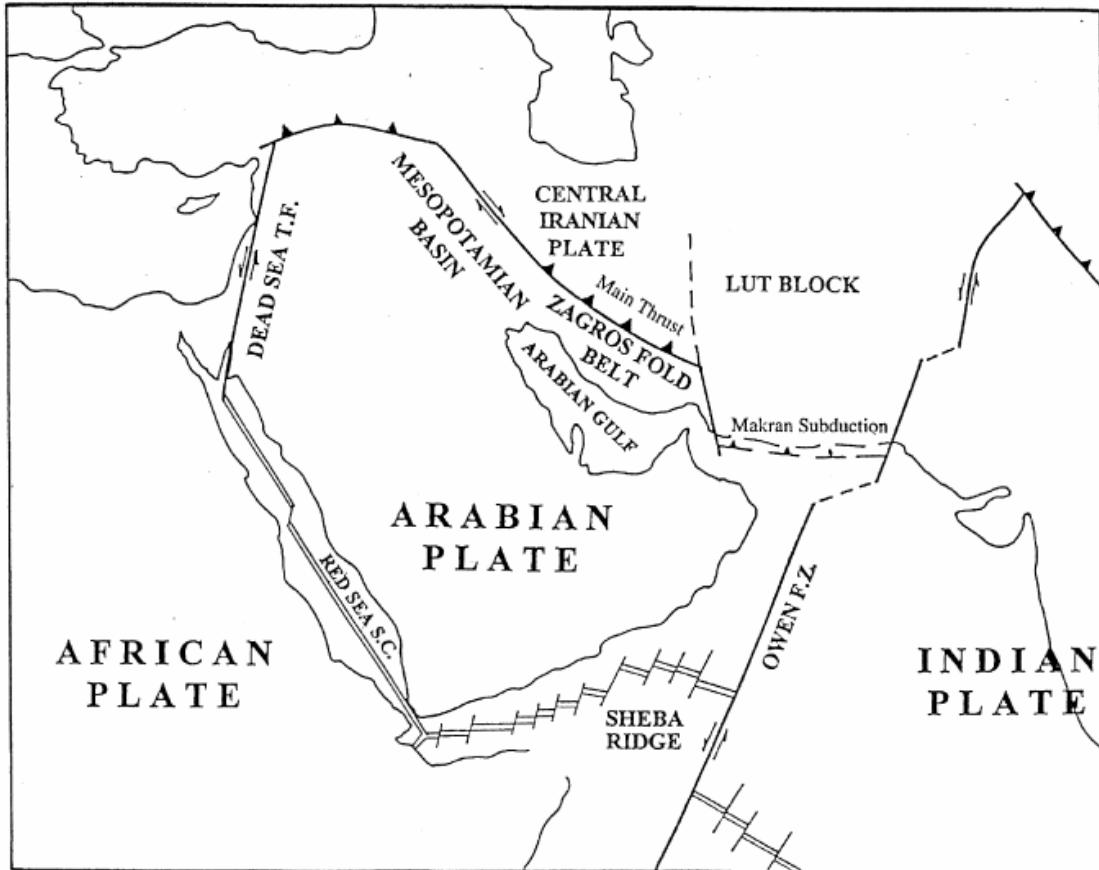 DEAD SEA T.F.
MESOPOTAMIAN
BASIN
CENTRAL
IRANIAN
PLATE
Main Thrust
ZAGROS FOLD
BELT
LUT BLOCK
ARABIAN GULF
Makran Subduction
ARABIAN
PLATE
RED SEA S.C.
AFRICAN
PLATE
SHEBA
RIDGE
OWEN F.Z.
INDIAN
PLATE